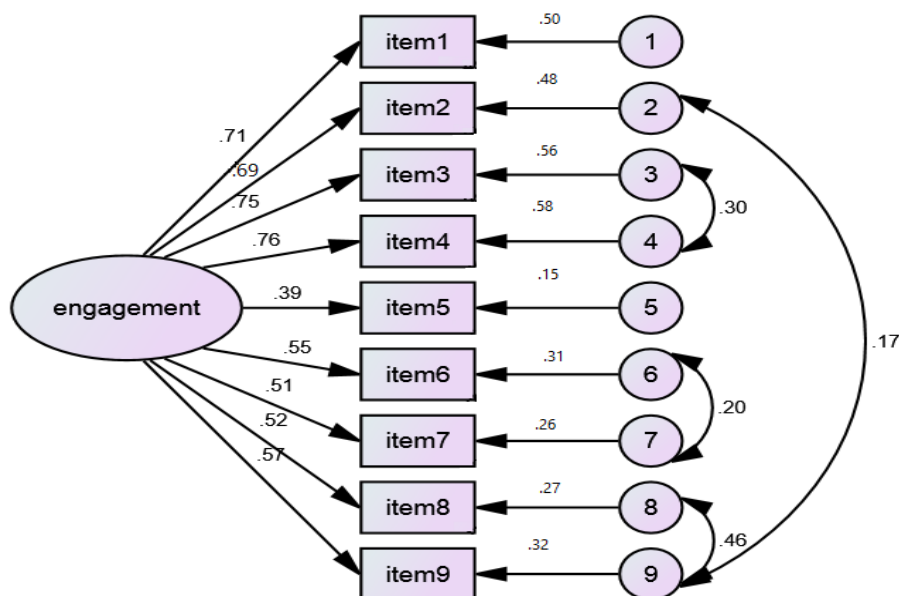 item1 .50 1
item2 .48 2
.71
.69
item3 .56 3
.75
.30
item4 .58 4
.76
engagement
.39
item5 .15 5
.17
.55
item6 .31 6
.51
.20
item7 .26 7
.52
.57
item8 .27 8
.46
item9 .32 9